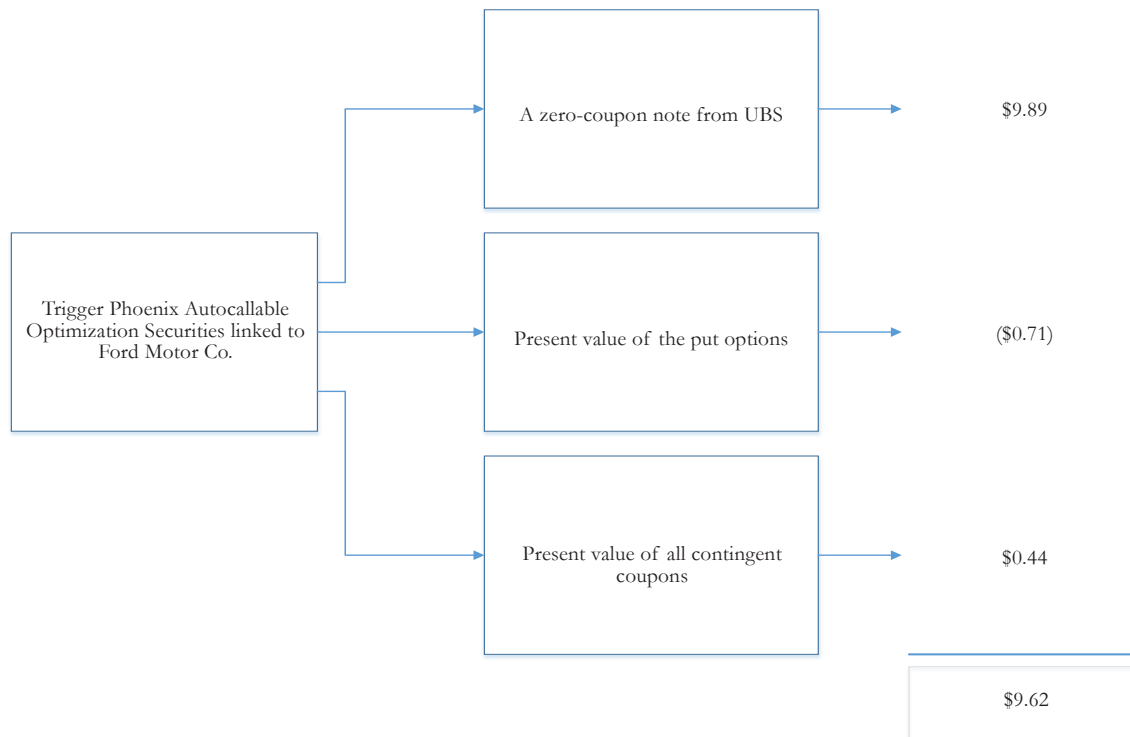 A zero-coupon note from UBS
$9.89
Trigger Phoenix Autocallable
Optimization Securities linked to
Ford Motor Co.
Present value of the put options
($0.71)
Present value of all contingent
coupons
$0.44
$9.62